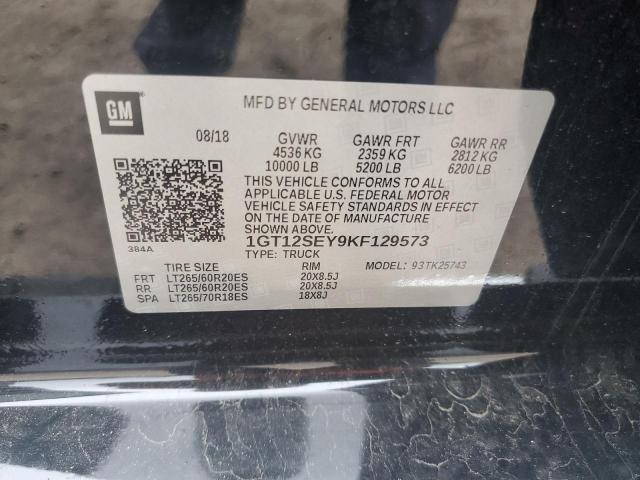 GM
MFD BY GENERAL MOTORS LLC
08/18 GVWR GAWR FRT GAWR RR
4536 KG 2359 KG 2812 KG
10000 LB 5200 LB 6200 LB
THIS VEHICLE CONFORMS TO ALL
APPLICABLE U.S. FEDERAL MOTOR
VEHICLE SAFETY STANDARDS IN EFFECT
ON THE DATE OF MANUFACTURE
SHOWN ABOVE.
1GT12SEY9KF129573
384A
TYPE: TRUCK MODEL: 93TK25743
TIRE SIZE RIM
FRT LT265/60R20ES 20X8.5J
RR LT265/60R20ES 20X8.5J
SPA LT265/70R18ES 18X8J